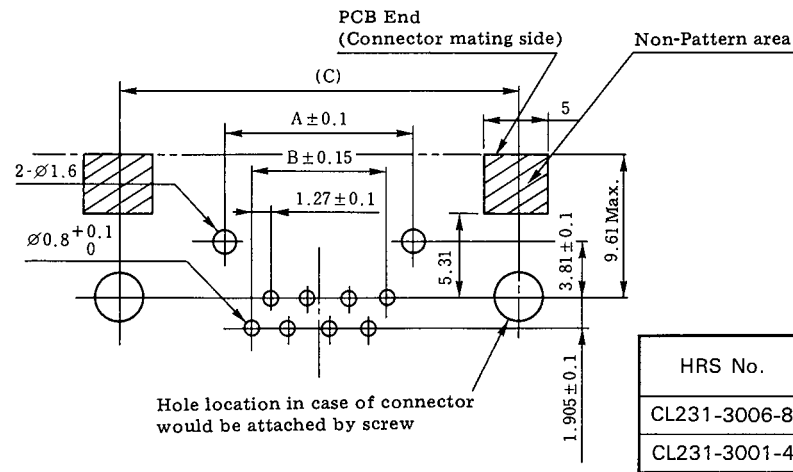 PCB End
(Connector mating side)
Non-Pattern area
(C)
5
A±0.1
B±0.15
2-∅1.6
1.27±0.1
∅0.8 +0.1 0
5.31
3.81±0.1
9.61 Max.
1.905±0.1
Hole location in case of connector
would be attached by screw
HRS No.
CL231-3006-8
CL231-3001-4